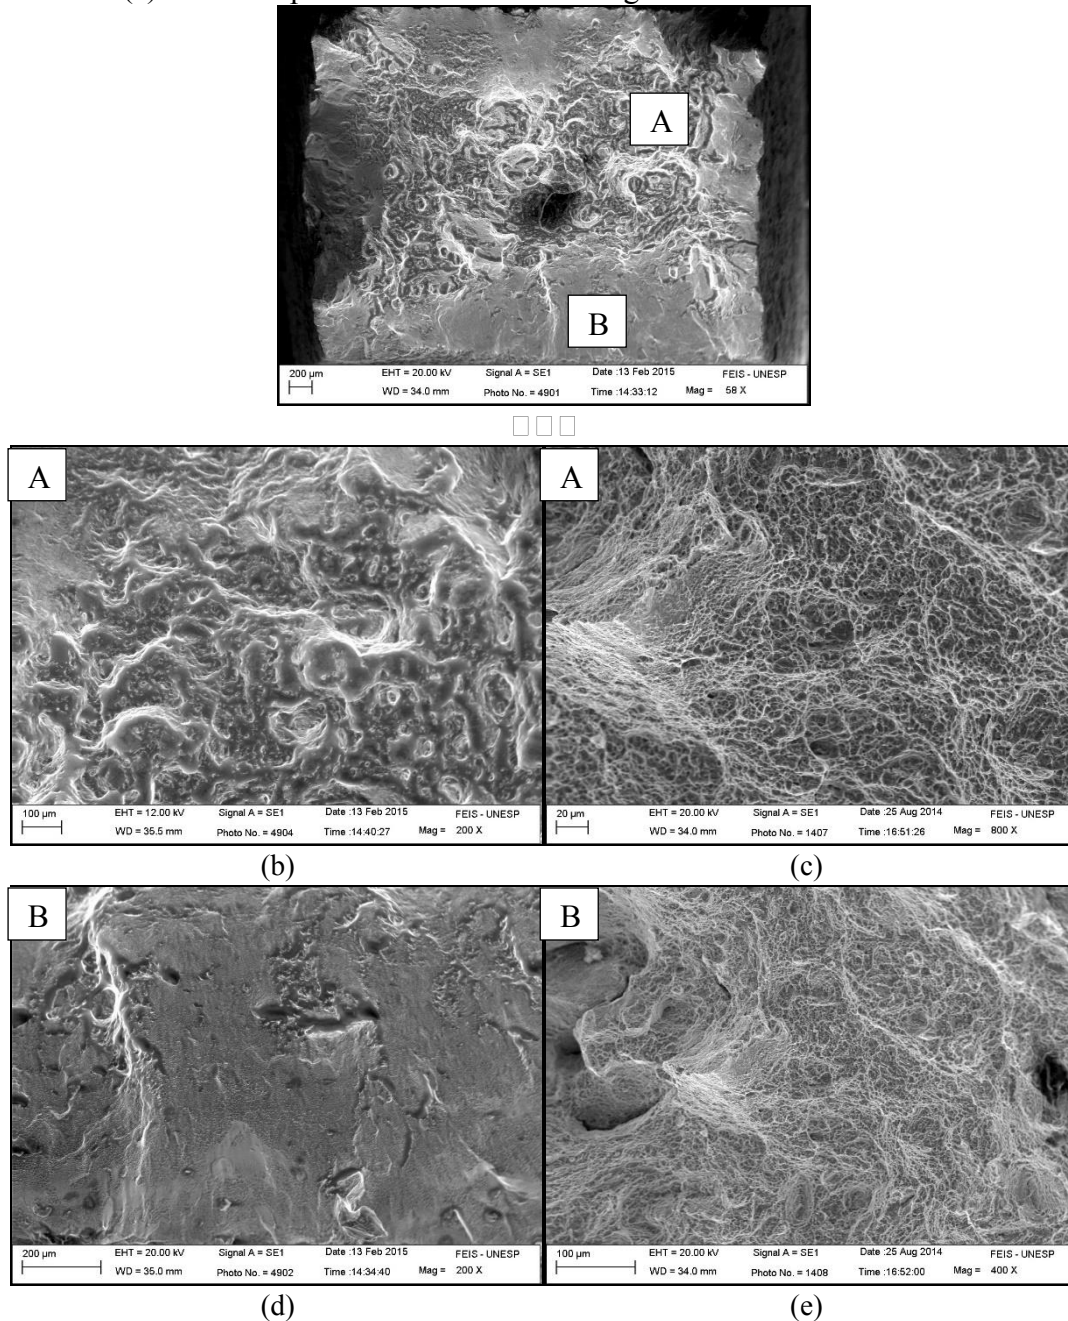 A
B
200 µm EHT = 20.00 kV Signal A = SE1 Date :13 Feb 2015 FEIS - UNESP
WD = 34.0 mm Photo No. = 4901 Time :14:33:12 Mag = 58 X
A
A
100 µm EHT = 12.00 kV Signal A = SE1 Date :13 Feb 2015 FEIS - UNESP
WD = 35.5 mm Photo No. = 4904 Time :14:40:27 Mag = 200 X
20 µm EHT = 20.00 kV Signal A = SE1 Date :25 Aug 2014 FEIS - UNESP
WD = 34.0 mm Photo No. = 1407 Time :16:51:26 Mag = 800 X
(b) (c)
B
B
200 µm EHT = 20.00 kV Signal A = SE1 Date :13 Feb 2015 FEIS - UNESP
WD = 35.0 mm Photo No. = 4902 Time :14:34:40 Mag = 200 X
100 µm EHT = 20.00 kV Signal A = SE1 Date :25 Aug 2014 FEIS - UNESP
WD = 34.0 mm Photo No. = 1408 Time :16:52:00 Mag = 400 X
(d) (e)